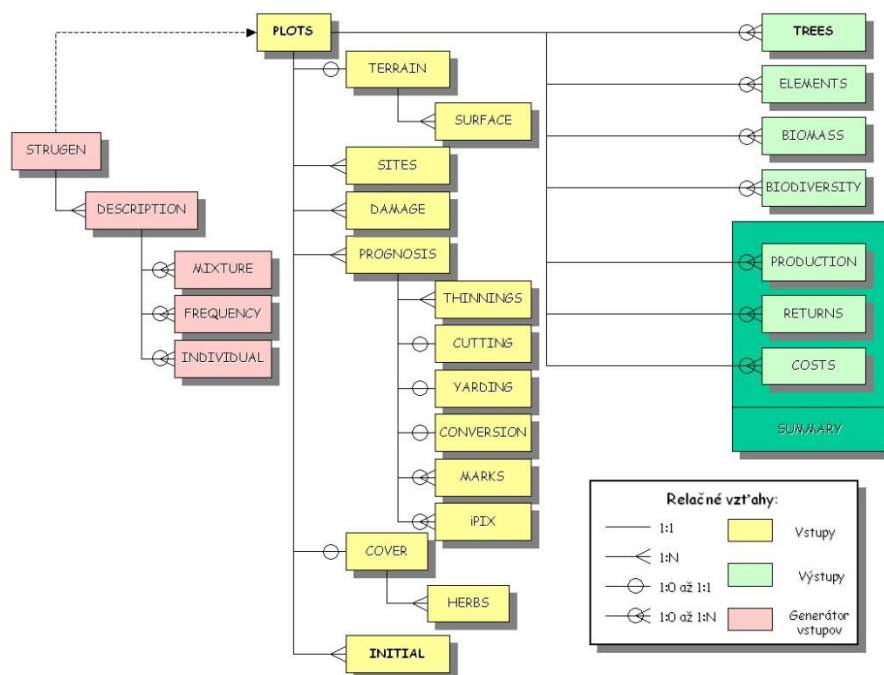 PLOTS
TREES
TERRAIN
ELEMENTS
SURFACE
BIOMASS
STRUGEN
SITES
BIODIVERSITY
DESCRIPTION
DAMAGE
PROGNOSIS
PRODUCTION
MIXTURE
THINNINGS
FREQUENCY
RETURNS
CUTTING
INDIVIDUAL
COSTS
YARDING
CONVERSION
SUMMARY
MARKS
iPIX
COVER
HERBS
INITIAL
Relačné vzťahy:
1:1
Vstupy
1:N
1:0 až 1:1
Výstupy
1:0 až 1:N
Generátor
vstupov